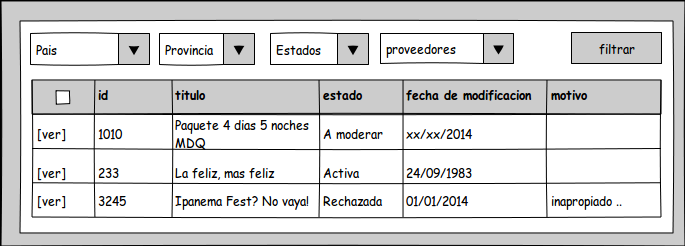 Pais Provincia Estados proveedores filtrar
id titulo estado fecha de modificacion motivo
[ver] 1010 Paquete 4 dias 5 noches MDQ A moderar xx/xx/2014
[ver] 233 La feliz, mas feliz Activa 24/09/1983
[ver] 3245 Ipanema Fest? No vaya! Rechazada 01/01/2014 inapropiado ..